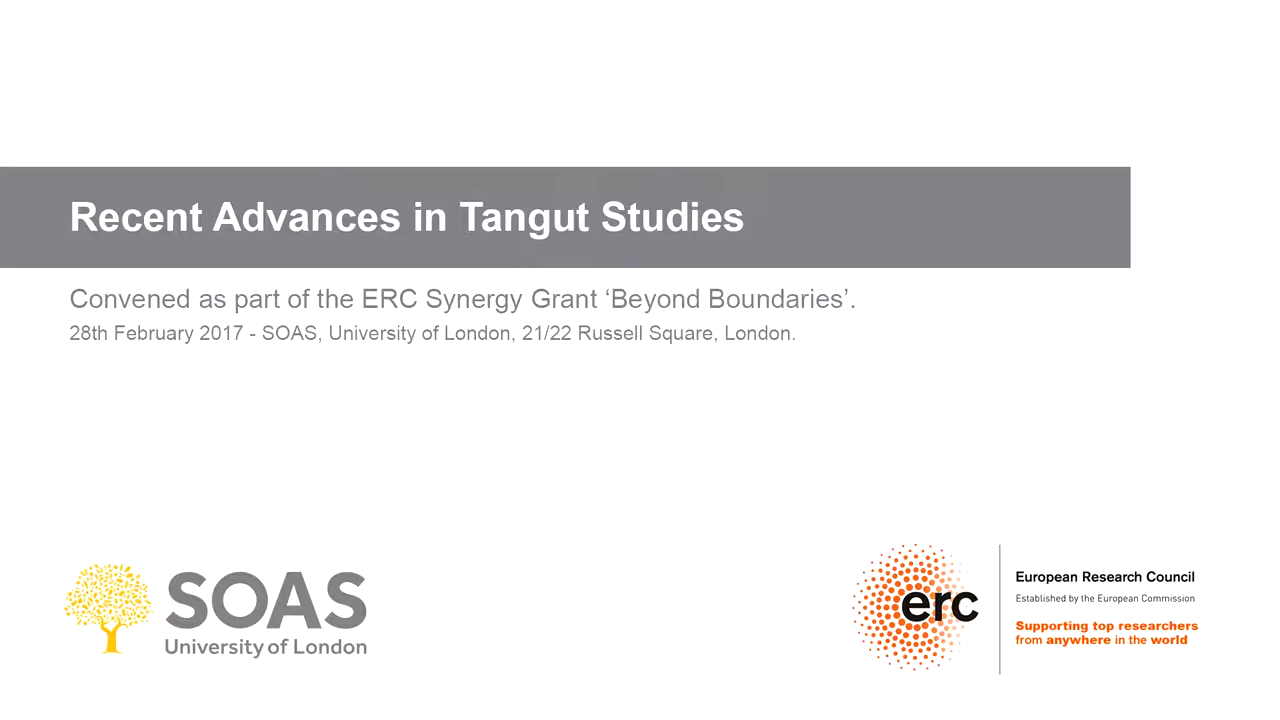 Recent Advances in Tangut Studies
Convened as part of the ERC Synergy Grant ‘Beyond Boundaries’.
28th February 2017 - SOAS, University of London, 21/22 Russell Square, London.
SOAS
University of London
erc
European Research Council
Established by the European Commission
Supporting top researchers
from anywhere in the world